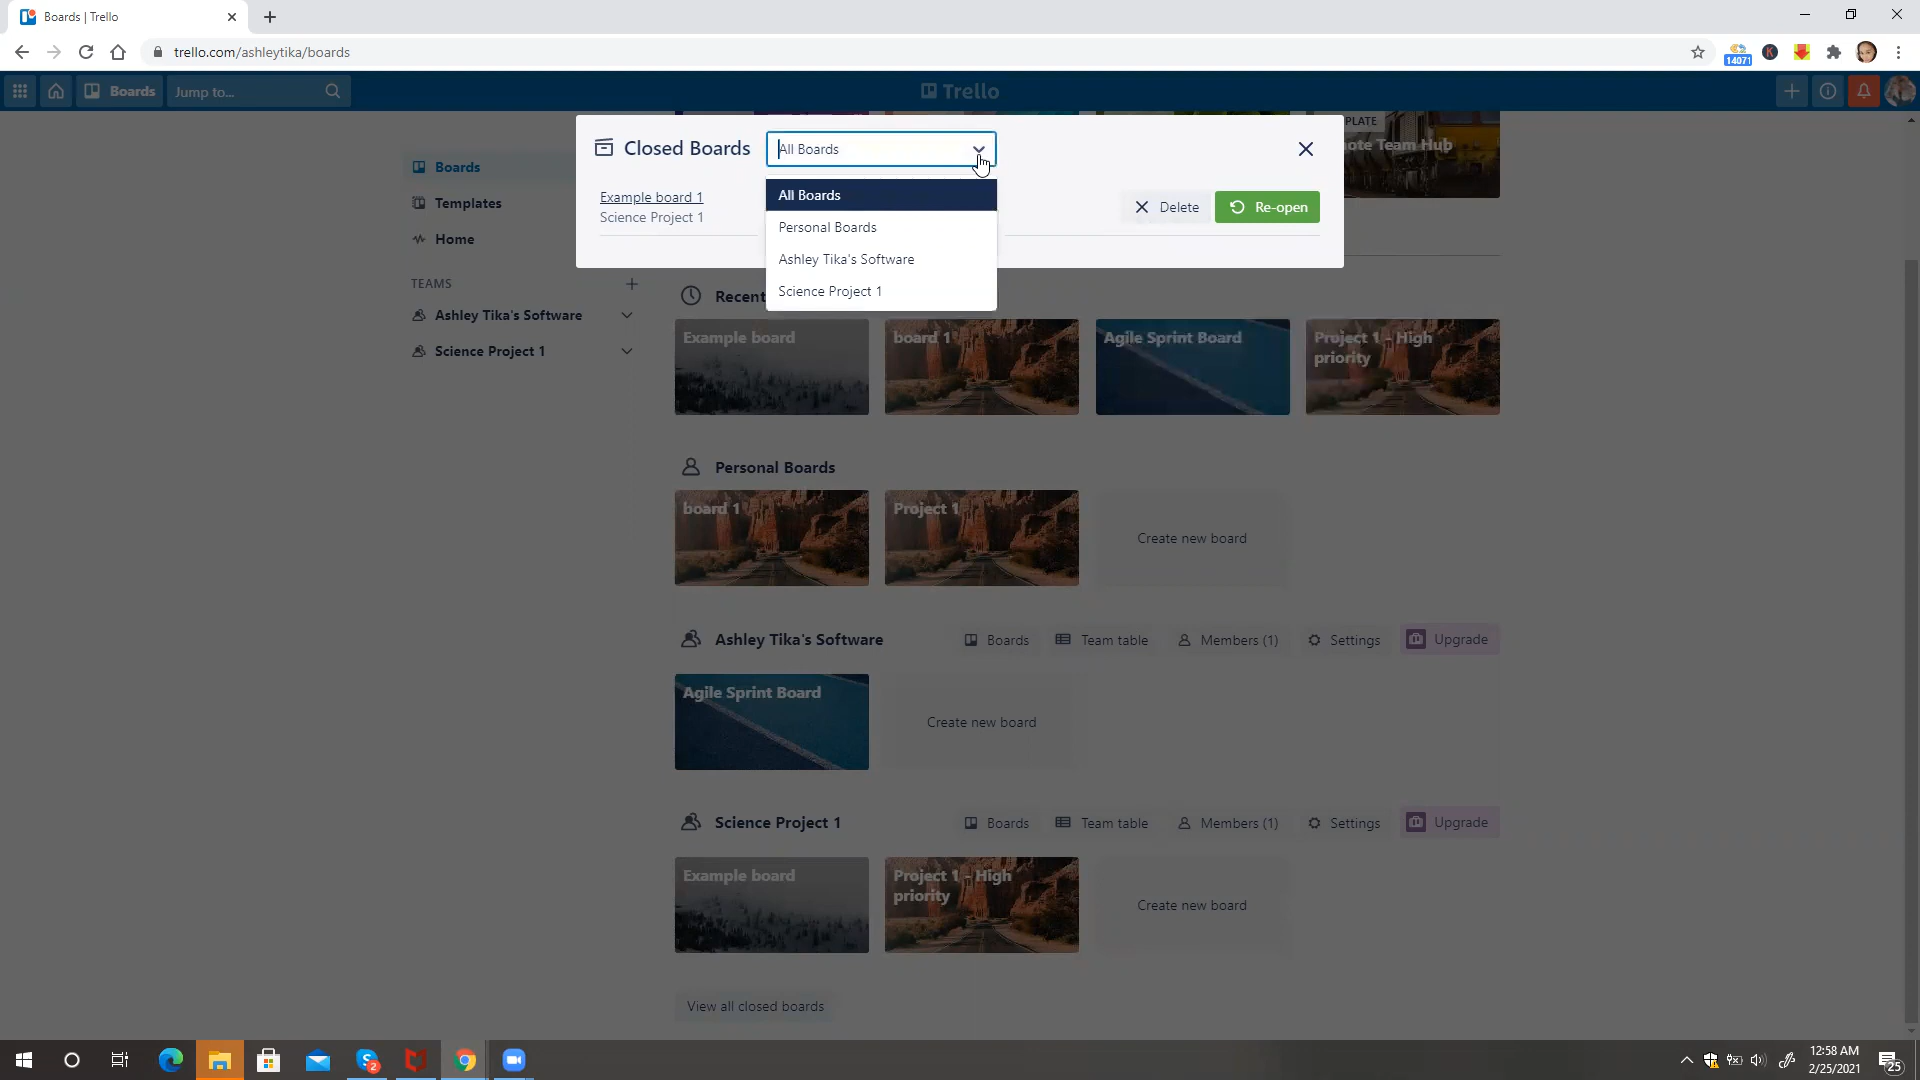 Boards | Trello
trello.com/ashleytika/boards
14071
K
Boards
Jump to...
Trello
PLATE
ote Team Hub
Closed Boards
All Boards
Example board 1
Science Project 1
Delete
Re-open
All Boards
Personal Boards
Ashley Tika's Software
Science Project 1
Boards
Templates
Home
TEAMS
Ashley Tika's Software
Science Project 1
Recent
Example board
board 1
Agile Sprint Board
Project 1 - High
priority
Personal Boards
board 1
Project 1
Create new board
Ashley Tika's Software
Boards
Team table
Members (1)
Settings
Upgrade
Agile Sprint Board
Create new board
Science Project 1
Boards
Team table
Members (1)
Settings
Upgrade
Example board
Project 1 - High
priority
Create new board
View all closed boards
2
12:58 AM
2/25/2021
25